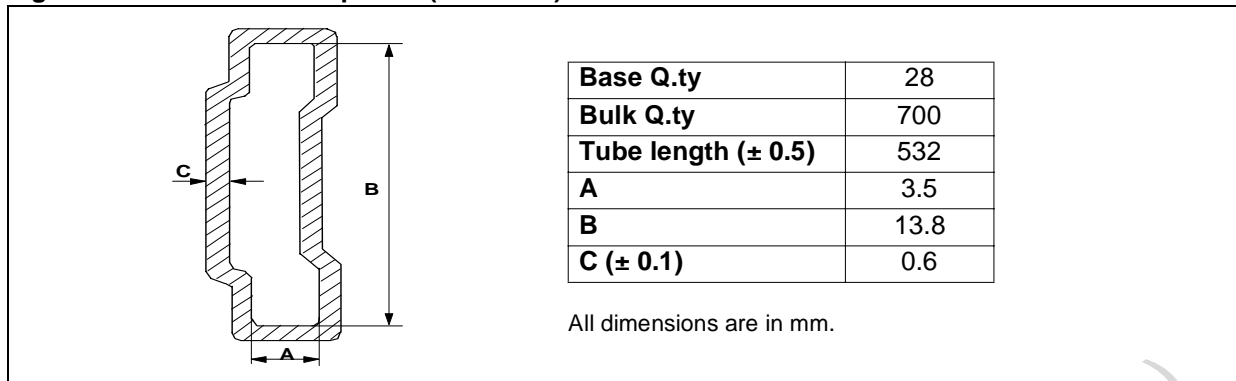 C
B
A
Base Q.ty 28
Bulk Q.ty 700
Tube length (± 0.5) 532
A 3.5
B 13.8
C (± 0.1) 0.6
All dimensions are in mm.